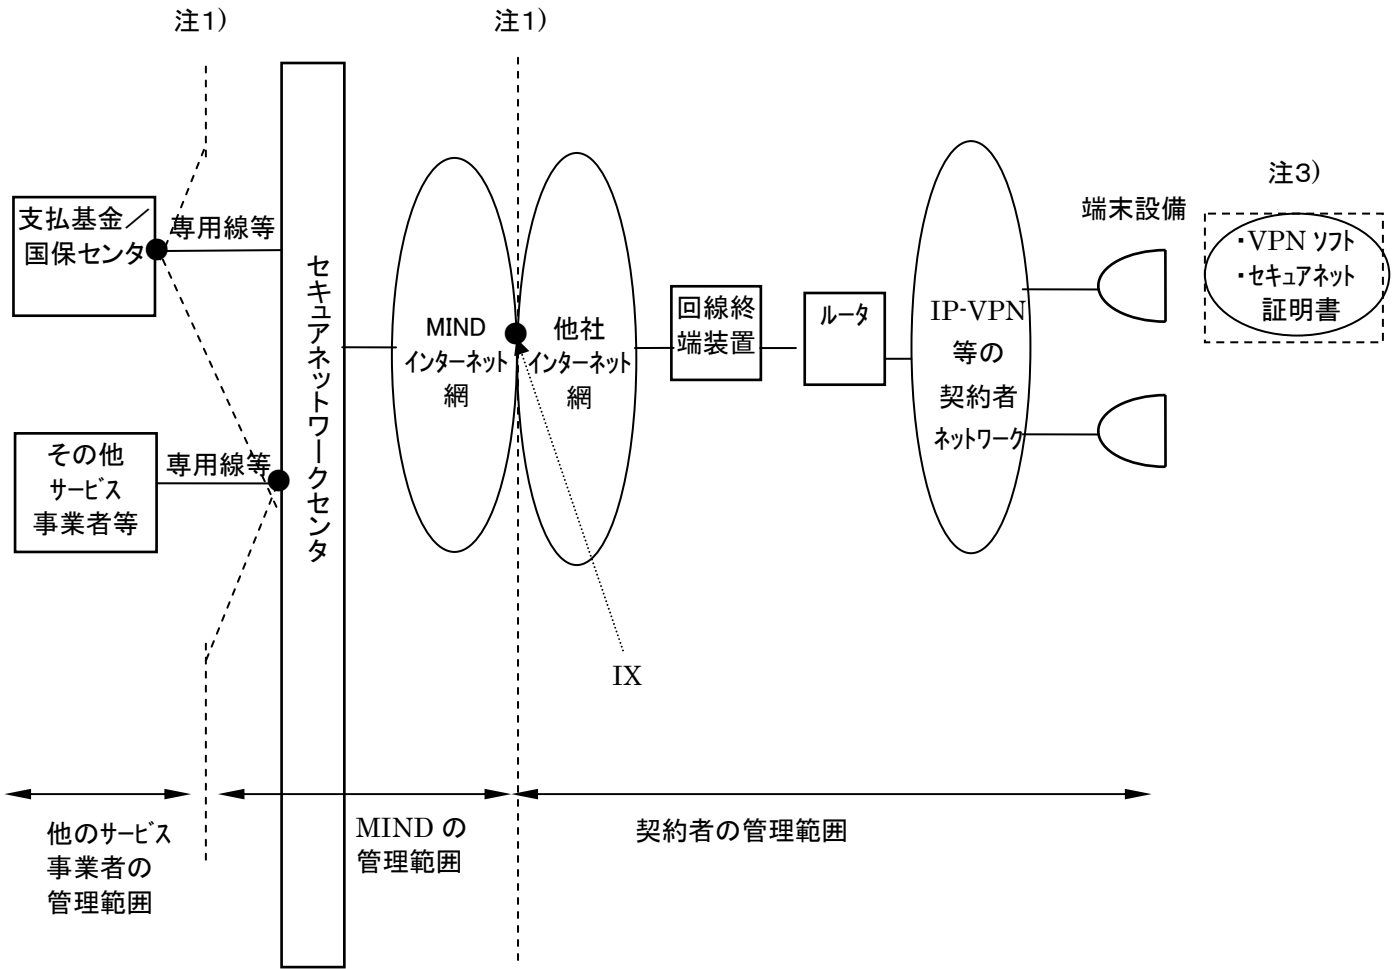 注1)
注1)
注3)
支払基金／
国保センタ
専用線等
その他
サービス
事業者等
専用線等
セキュアネットワークセンタ
MIND
インターネット
網
他社
インターネット
網
IX
回線終
端装置
ルータ
IP-VPN
等の
契約者
ネットワーク
端末設備
・VPN ソフト
・セキュアネット
証明書
他のサービス
事業者の
管理範囲
MIND の
管理範囲
契約者の管理範囲